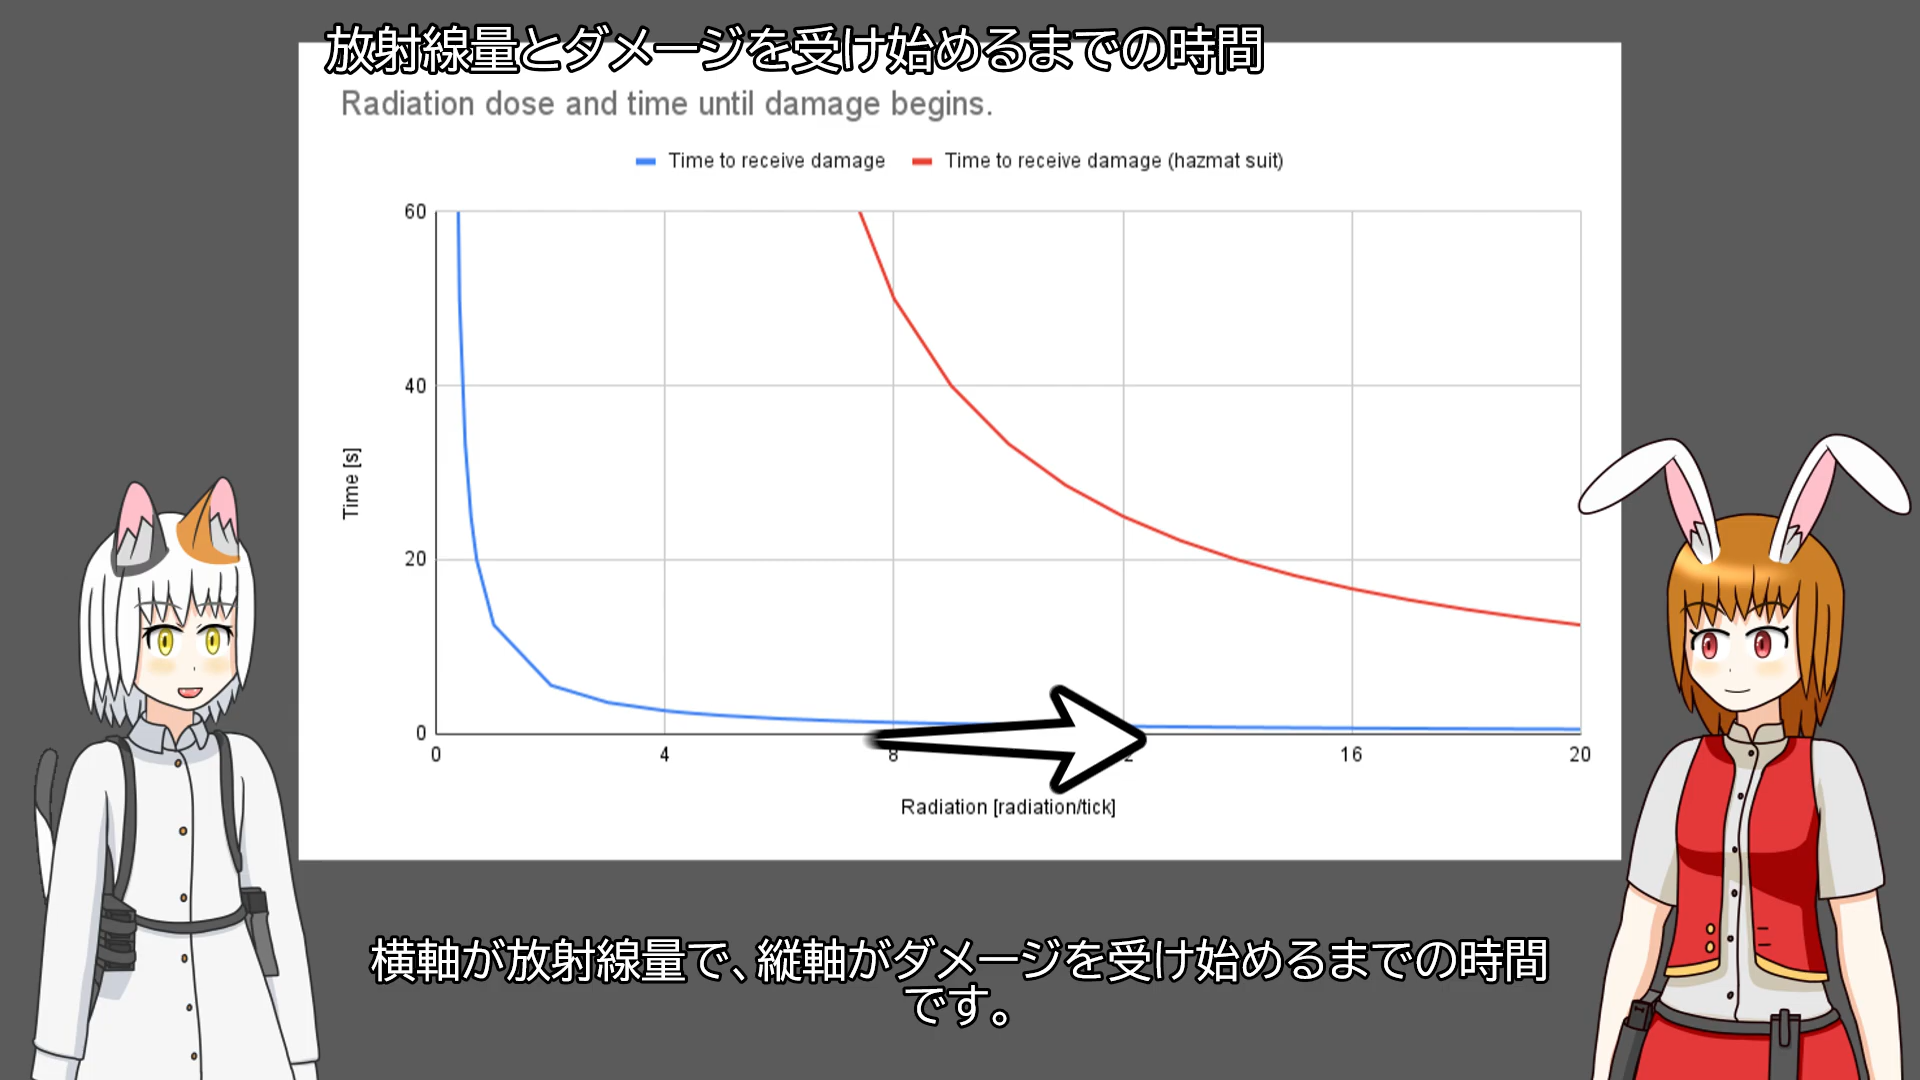 放射線量とダメージを受け始めるまでの時間
Radiation dose and time until damage begins.
Time to receive damage
Time to receive damage (hazmat suit)
60
40
20
0
Time [s]
0
4
8
16
20
Radiation [radiation/tick]
横軸が放射線量で、縦軸がダメージを受け始めるまでの時間
です。